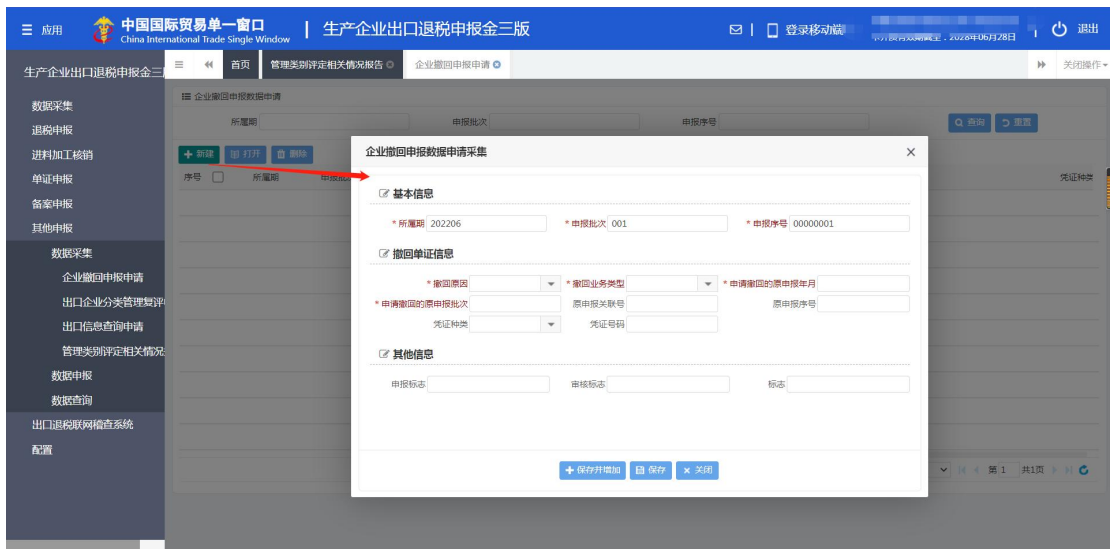 应用
中国国际贸易单一窗口
China International Trade Single Window
生产企业出口退税申报金三版
登录移动端
2028年06月28日
退出
生产企业出口退税申报金三
首页
管理类别评定相关情况报告
企业撤回申报申请
关闭操作
数据采集
退税申报
进料加工核销
单证申报
备案申报
其他申报
数据采集
企业撤回申报申请
出口企业分类管理复评
出口信息查询申请
管理类别评定相关情况
数据申报
数据查询
出口退税联网稽查系统
配置
企业撤回申报数据申请
所属期 申报批次 申报序号 查询 重置
新建 打开 删除
序号 所属期 申报批 凭证种类
企业撤回申报数据申请采集
基本信息
*所属期 202206 *申报批次 001 *申报序号 00000001
撤回单证信息
*撤回原因 *撤回业务类型 *申请撤回的原申报年月
*申请撤回的原申报批次 原申报关联号 原申报序号
凭证种类 凭证号码
其他信息
申报标志 审核标志 标志
保存并增加 保存 关闭
第 1 共1页